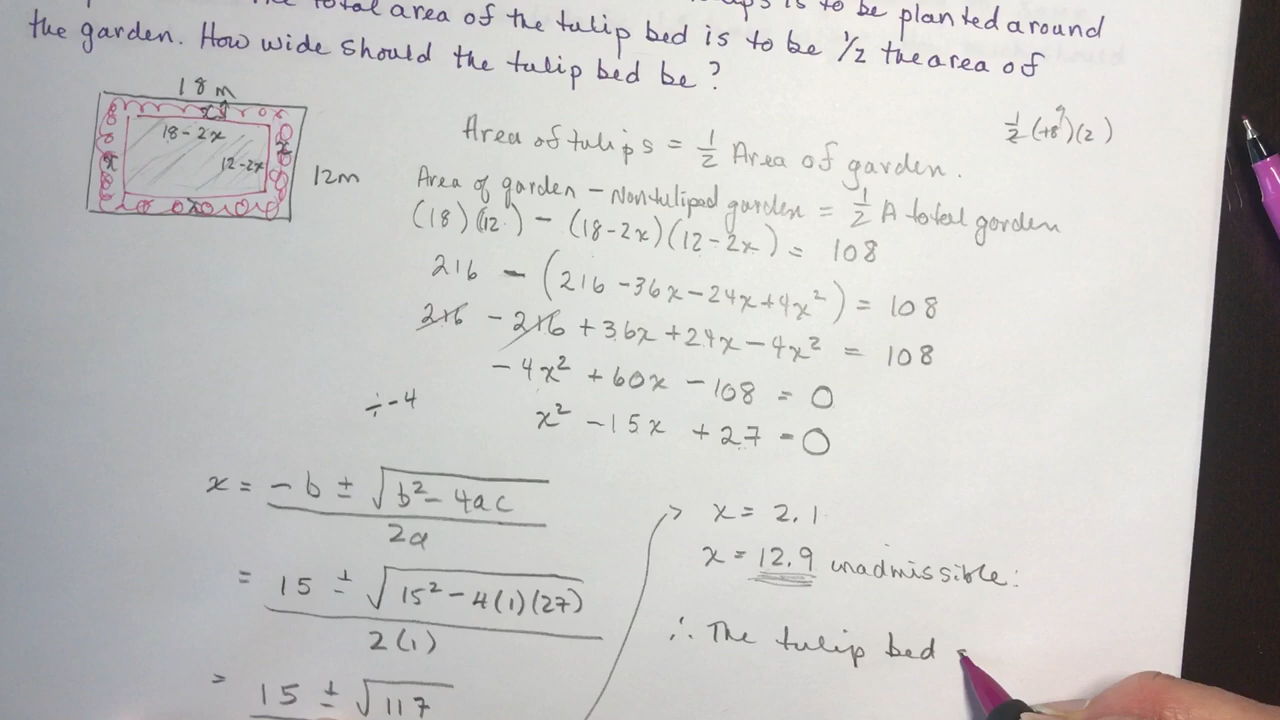 total area of the tulip bed is to be planted around
the garden. How wide should the tulip bed be ½ the area of
the tulip bed be?
18 m
x
18-2x
x
12-2x
x
x
12m
½(18)(2)
9
Area of tulips = ½ Area of garden.
Area of garden - Nontuliped garden = ½ A total garden
(18)(12) - (18-2x)(12-2x) = 108
216 - (216 -36x -24x +4x²) = 108
216 - 216 + 36x + 24x - 4x² = 108
-4x² + 60x - 108 = 0
÷-4
x² - 15x + 27 = 0
x = -b ± √b² - 4ac
2a
= 15 ± √15² - 4(1)(27)
2(1)
= 15 ± √117
→ x = 2.1
x = 12.9 inadmissible:
∴ The tulip bed